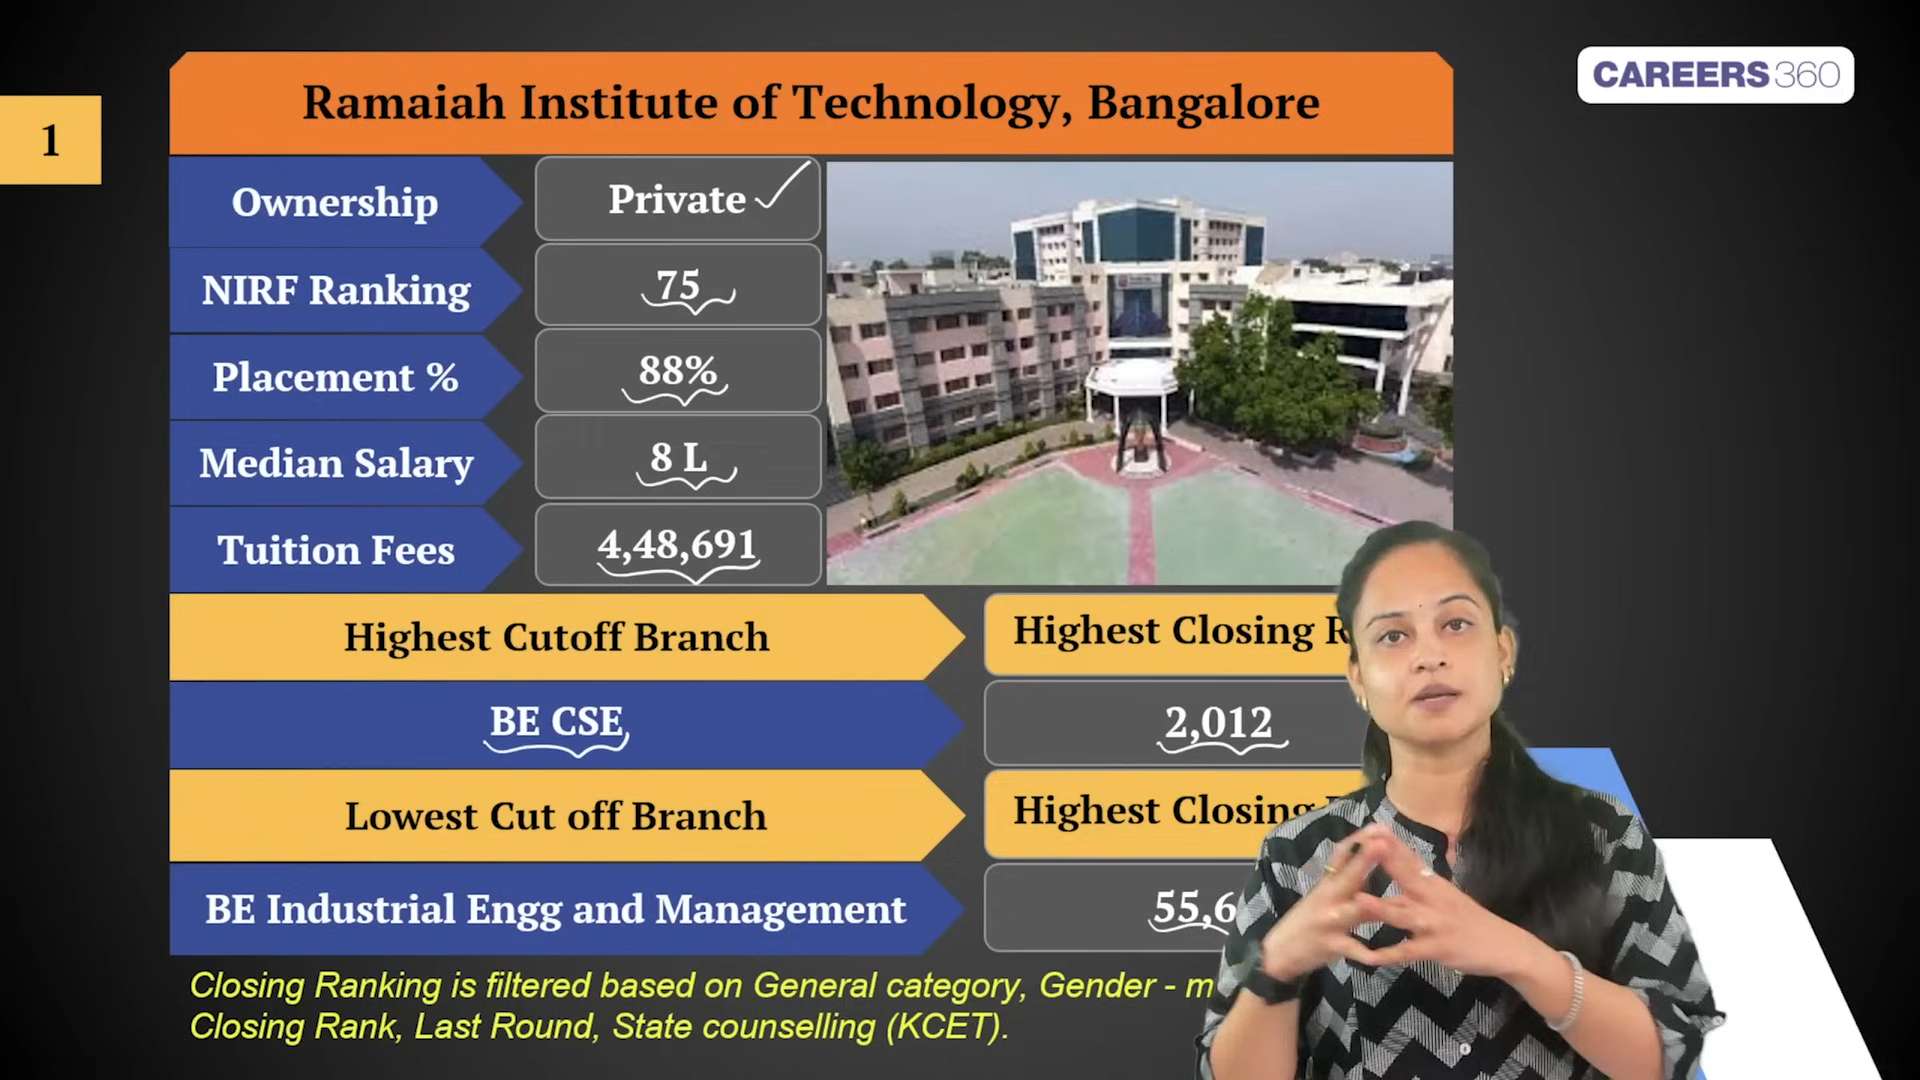 Ramaiah Institute of Technology, Bangalore
CAREERS360
1
Ownership
Private
NIRF Ranking
75
Placement %
88%
Median Salary
8 L
Tuition Fees
4,48,691
Highest Cutoff Branch
Highest Closing
BE CSE
2,012
Lowest Cut off Branch
Highest Closing
BE Industrial Engg and Management
55,6
Closing Ranking is filtered based on General category, Gender -
Closing Rank, Last Round, State counselling (KCET).